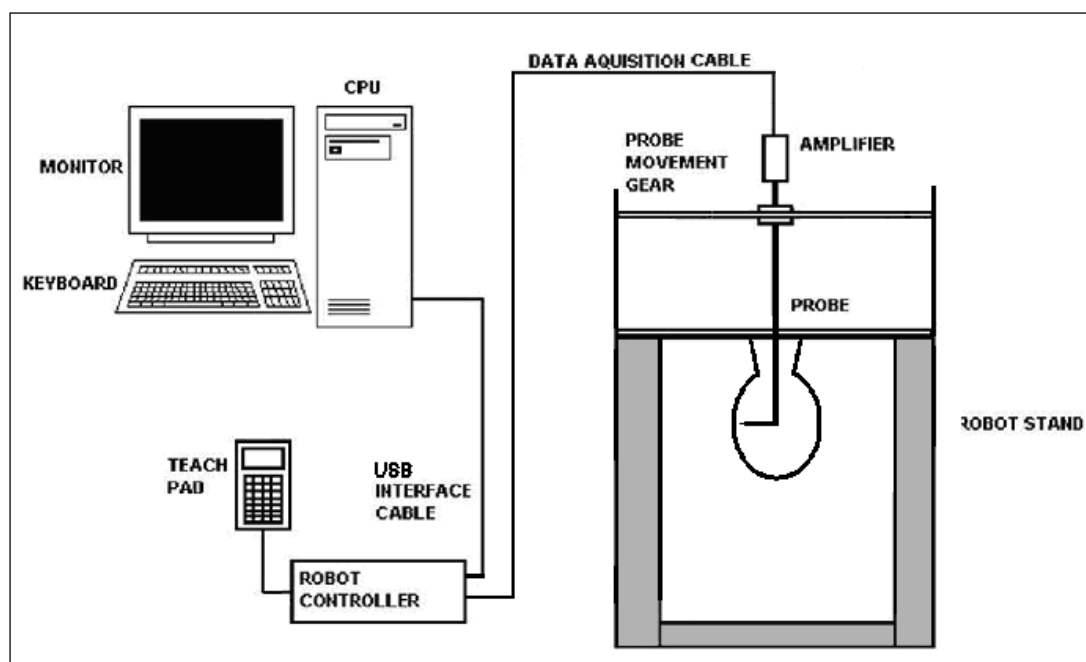 DATA AQUISITION CABLE
CPU
MONITOR
KEYBOARD
PROBE
MOVEMENT
GEAR
AMPLIFIER
PROBE
ROBOT STAND
TEACH
PAD
USB
INTERFACE
CABLE
ROBOT
CONTROLLER